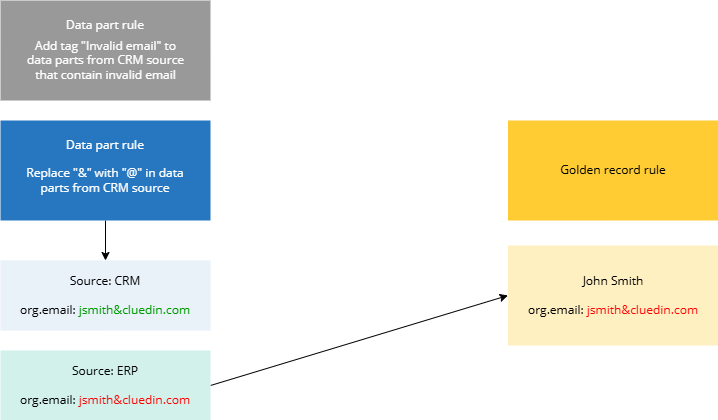 Data part rule
Add tag "Invalid email" to
data parts from CRM source
that contain invalid email
Data part rule
Replace "&" with "@" in data
parts from CRM source
Golden record rule
Source: CRM
org.email: jsmith&cluedin.com
John Smith
org.email: jsmith&cluedin.com
Source: ERP
org.email: jsmith&cluedin.com